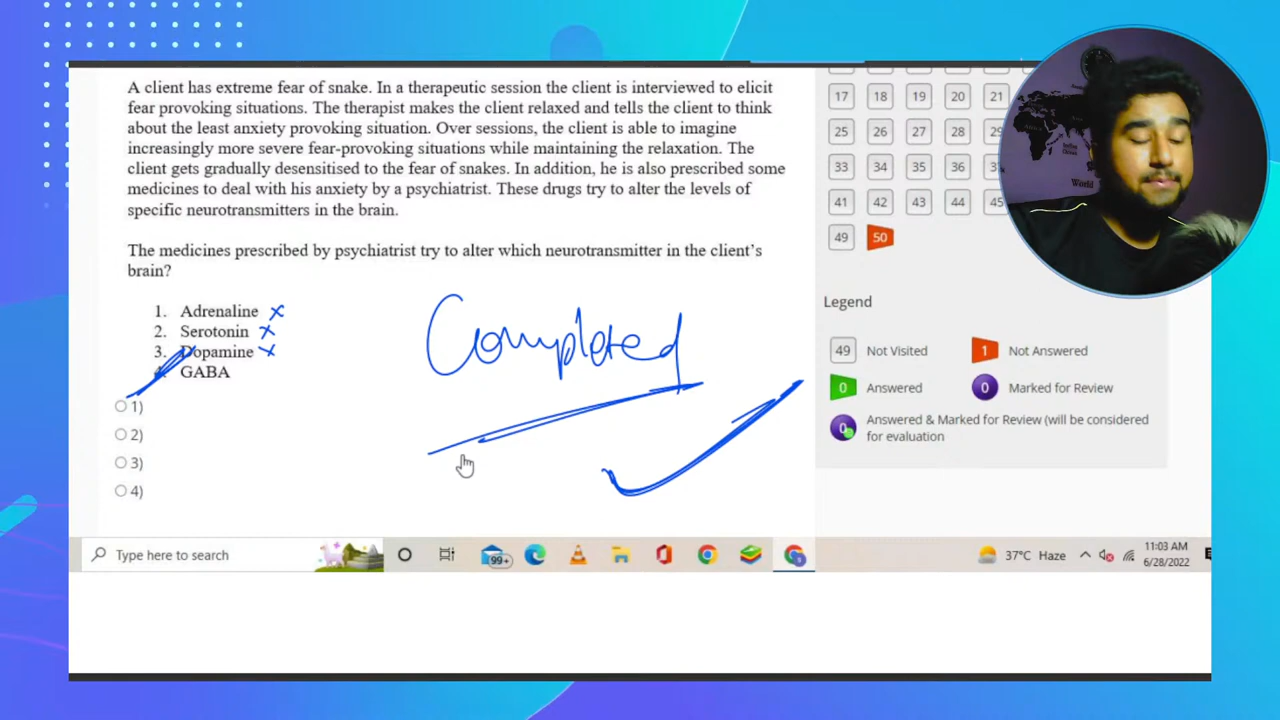 A client has extreme fear of snake. In a therapeutic session the client is interviewed to elicit
fear provoking situations. The therapist makes the client relaxed and tells the client to think
about the least anxiety provoking situation. Over sessions, the client is able to imagine
increasingly more severe fear-provoking situations while maintaining the relaxation. The
client gets gradually desensitised to the fear of snakes. In addition, he is also prescribed some
medicines to deal with his anxiety by a psychiatrist. These drugs try to alter the levels of
specific neurotransmitters in the brain.
The medicines prescribed by psychiatrist try to alter which neurotransmitter in the client's
brain?
1. Adrenaline x
2. Serotonin x
3. Dopamine x
GABA
Completed
1)
2)
3)
4)
17 18 19 20 21
25 26 27 28 29
33 34 35 36
41 42 43 44 45
49 50
Legend
49 Not Visited 1 Not Answered
0 Answered 0 Marked for Review
0 Answered & Marked for Review (will be considered
for evaluation
World
Type here to search
99+
37°C Haze
11:03 AM
6/28/2022